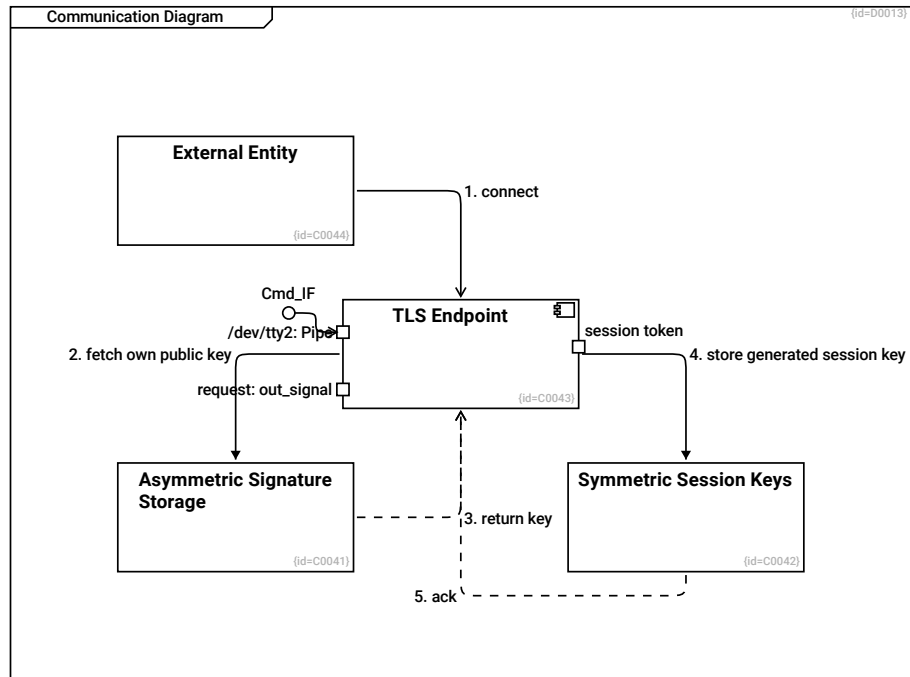 Communication Diagram
{id=D0013}
External Entity
{id=C0044}
1. connect
Cmd_IF
/dev/tty2: Pipe
TLS Endpoint
session token
2. fetch own public key
4. store generated session key
request: out_signal
{id=C0043}
Asymmetric Signature
Storage
{id=C0041}
Symmetric Session Keys
{id=C0042}
3. return key
5. ack